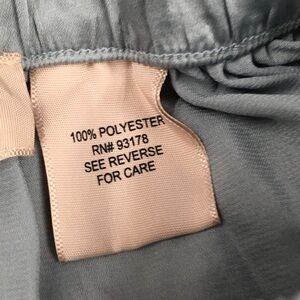 100% POLYESTER
RN# 93178
SEE REVERSE
FOR CARE